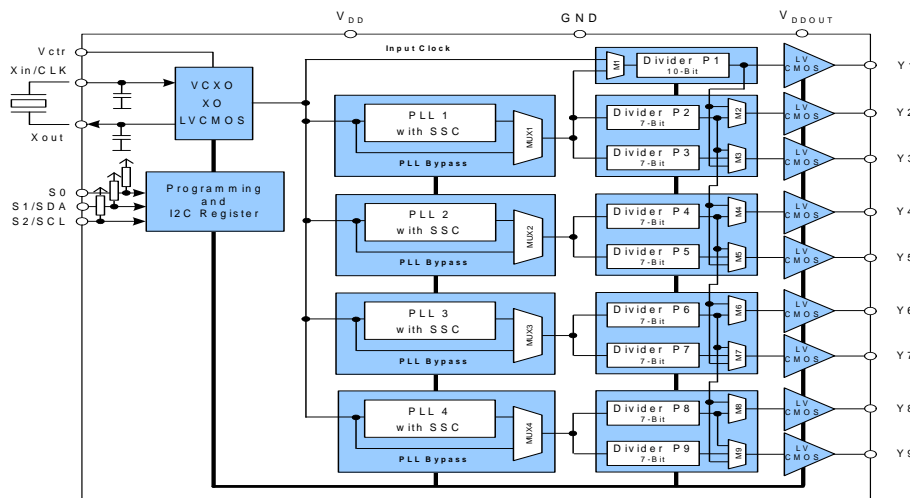 VDD
GND
VDDOUT
Vctr
Xin/CLK
Xout
VCXO
XO
LVCMOS
S0
S1/SDA
S2/SCL
Programming
and
I2C Register
Input Clock
PLL 1
with SSC
MUX1
PLL Bypass
PLL 2
with SSC
MUX2
PLL Bypass
PLL 3
with SSC
MUX3
PLL Bypass
PLL 4
with SSC
MUX4
PLL Bypass
M1
Divider P1
10-Bit
Divider P2
7-Bit
M2
Divider P3
7-Bit
M3
Divider P4
7-Bit
M4
Divider P5
7-Bit
M5
Divider P6
7-Bit
M6
Divider P7
7-Bit
M7
Divider P8
7-Bit
M8
Divider P9
7-Bit
M9
LV
CMOS
Y1
LV
CMOS
Y2
LV
CMOS
Y3
LV
CMOS
Y4
LV
CMOS
Y5
LV
CMOS
Y6
LV
CMOS
Y7
LV
CMOS
Y8
LV
CMOS
Y9